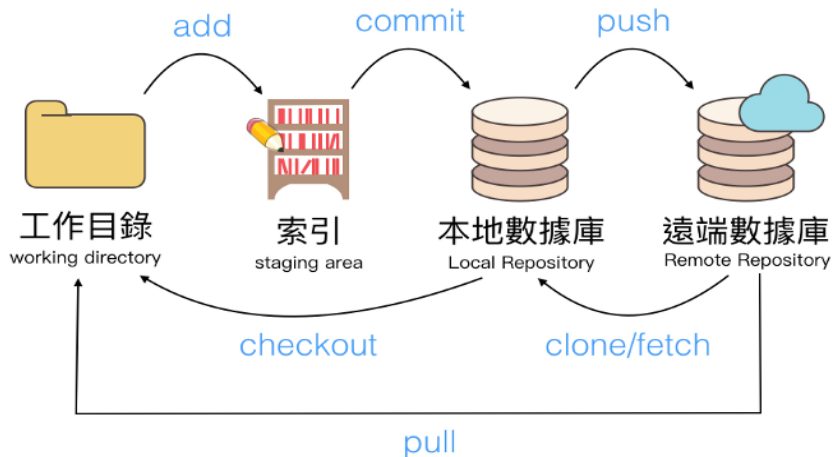 add
commit
push
工作目錄
working directory
索引
staging area
本地數據庫
Local Repository
遠端數據庫
Remote Repository
checkout
clone/fetch
pull